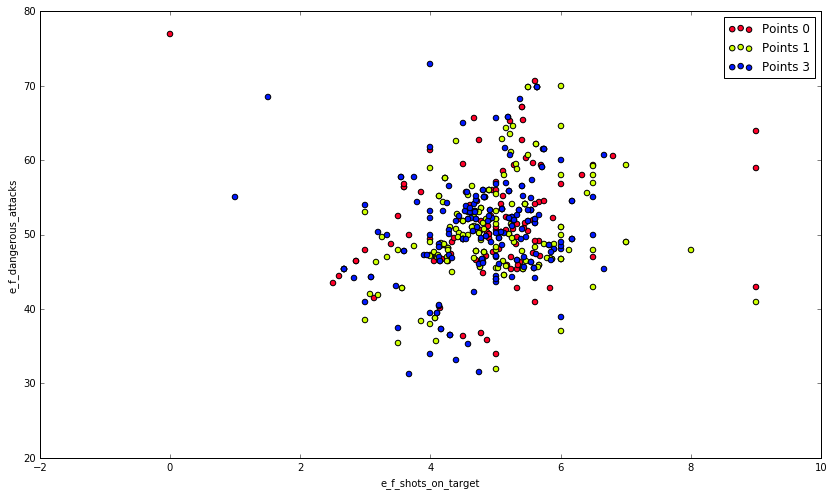 80
70
60
50
40
30
20
e_f_dangerous_attacks
−2
0
2
4
6
8
10
e_f_shots_on_target
Points 0
Points 1
Points 3